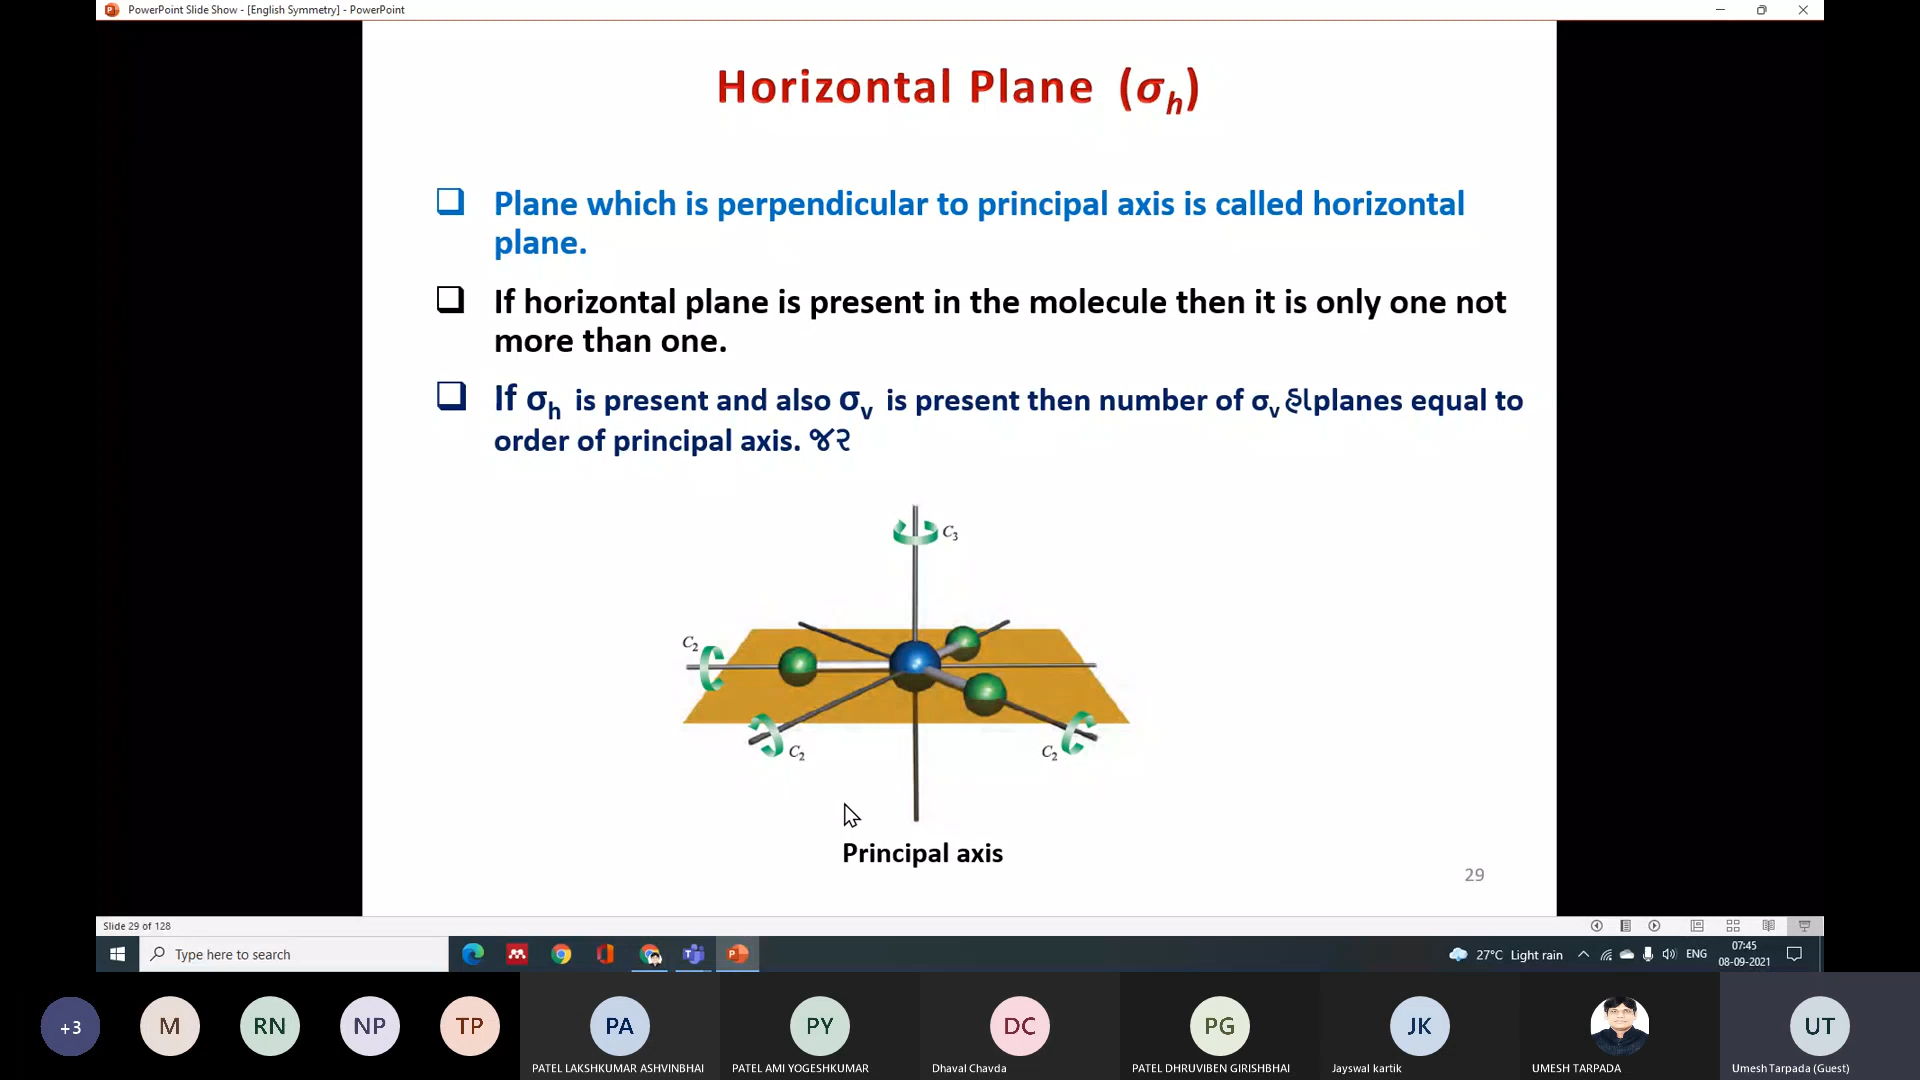 PowerPoint Slide Show - [English Symmetry] - PowerPoint
Horizontal Plane (σh)
Plane which is perpendicular to principal axis is called horizontal
plane.
If horizontal plane is present in the molecule then it is only one not
more than one.
If σh is present and also σv is present then number of σv હાlplanes equal to
order of principal axis. જર
C3
C2
C2
C2
Principal axis
29
Slide 29 of 128
Type here to search
27°C Light rain
ENG
07:45
08-09-2021
+3
M
RN
NP
TP
PA
PY
DC
PG
JK
UT
PATEL LAKSHKUMAR ASHVINBHAI
PATEL AMI YOGESHKUMAR
Dhaval Chavda
PATEL DHRUVIBEN GIRISHBHAI
Jayswal kartik
UMESH TARPADA
Umesh Tarpada (Guest)